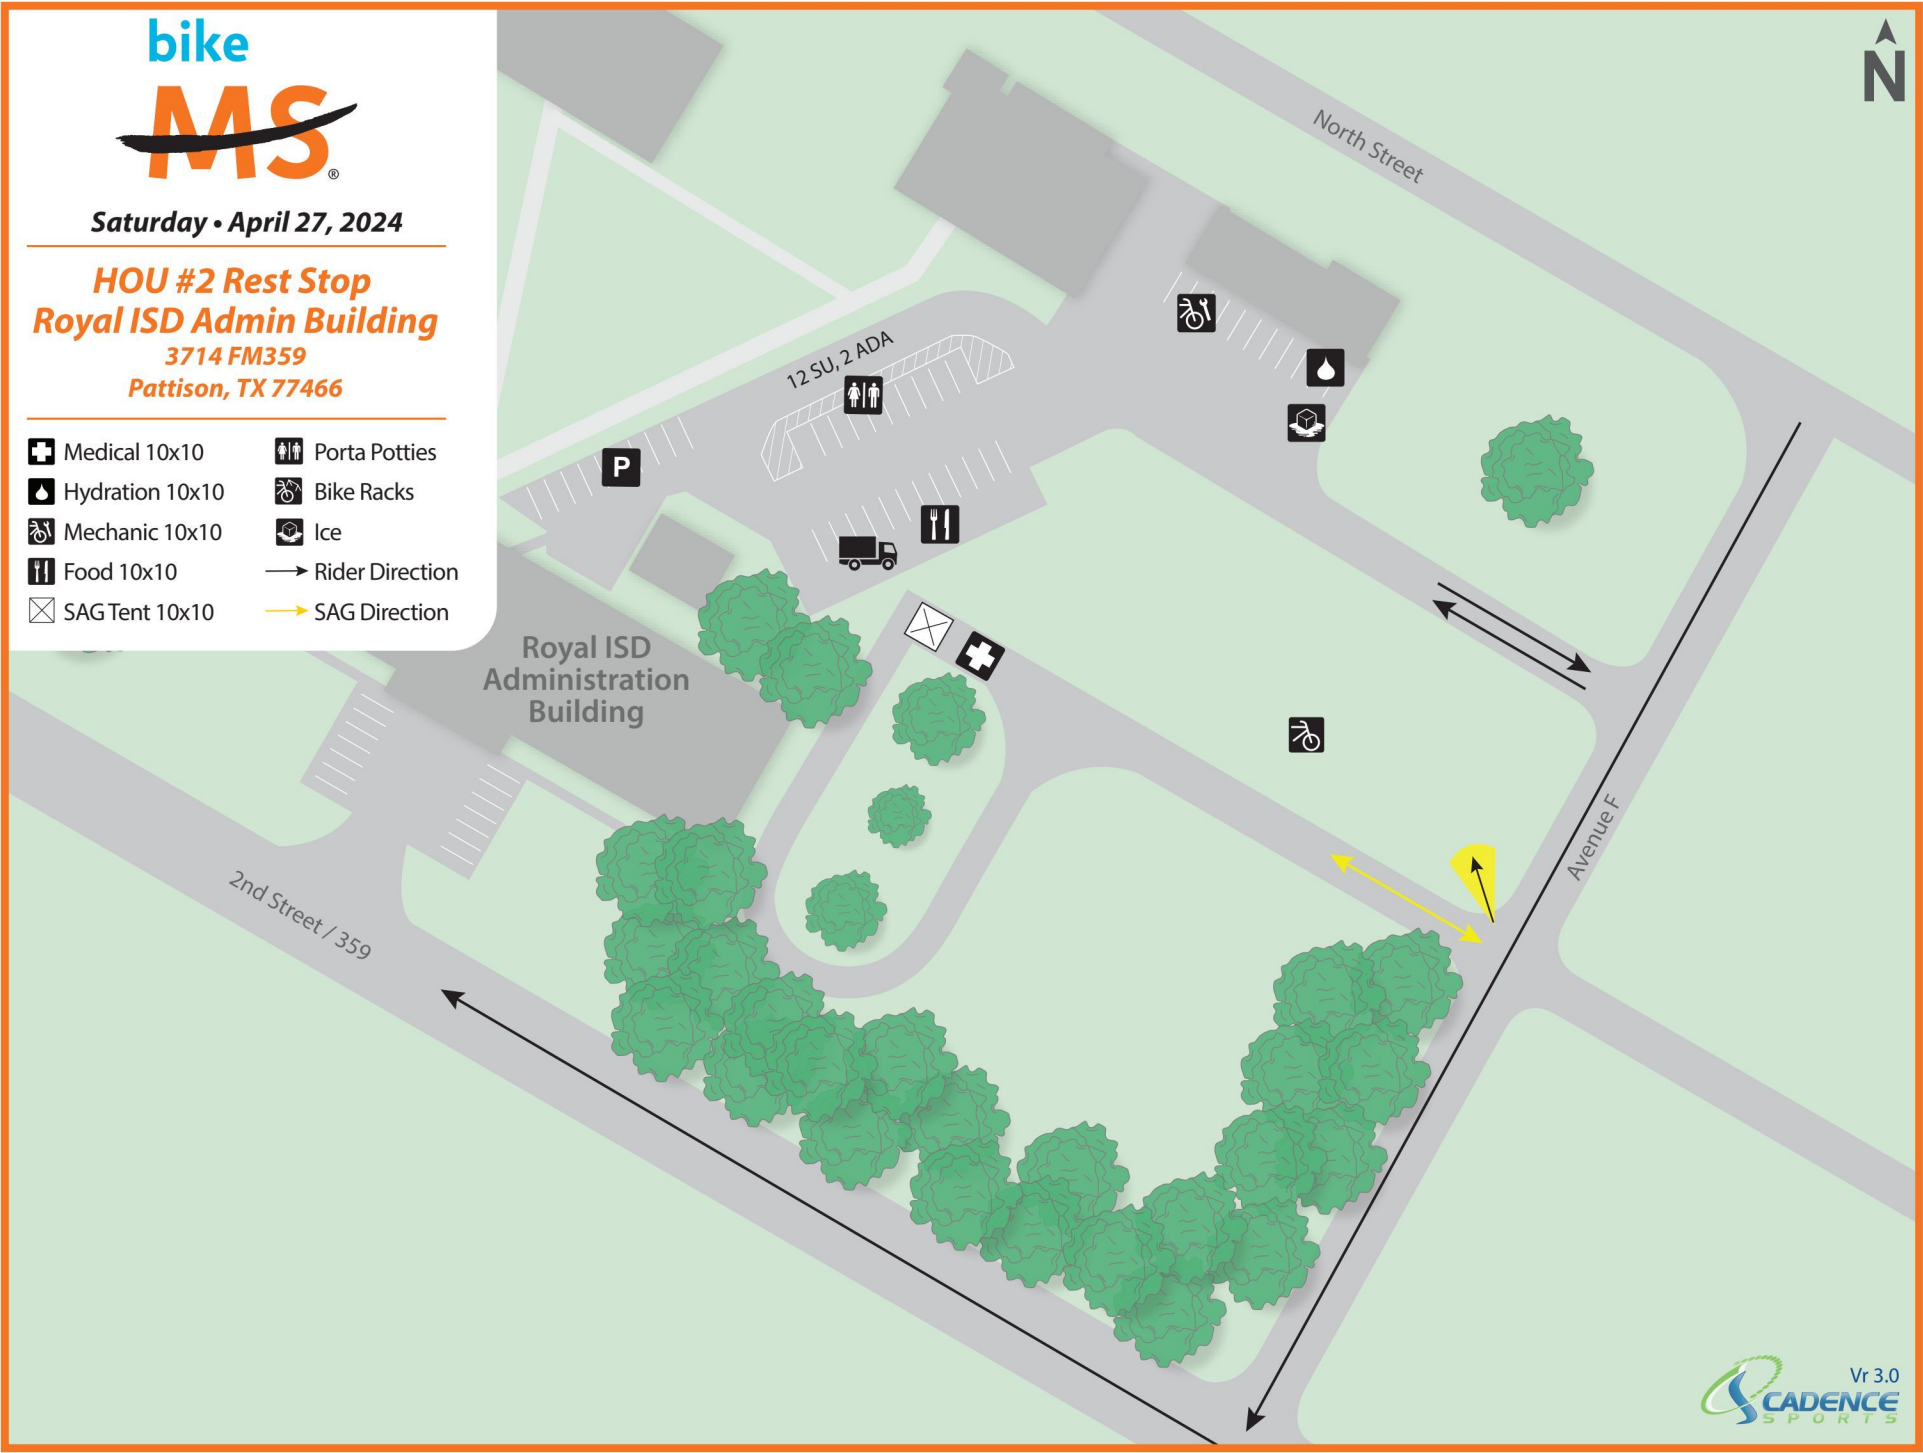 bike
MS®
Saturday • April 27, 2024
HOU #2 Rest Stop
Royal ISD Admin Building
3714 FM359
Pattison, TX 77466
Medical 10x10
Hydration 10x10
Mechanic 10x10
Food 10x10
SAG Tent 10x10
Porta Potties
Bike Racks
Ice
Rider Direction
SAG Direction
N
North Street
12 SU, 2 ADA
P
Royal ISD
Administration
Building
Avenue F
2nd Street / 359
Vr 3.0
CADENCE
SPORTS